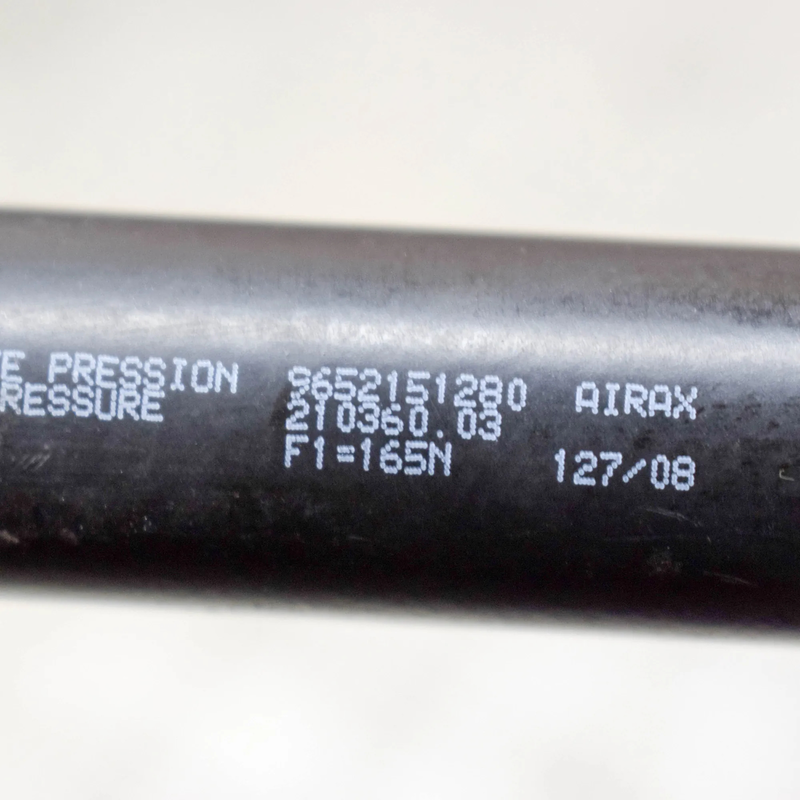 E PRESSION 9652151280 AIRAX
RESSURE 210360.03
F1=165N 127/08